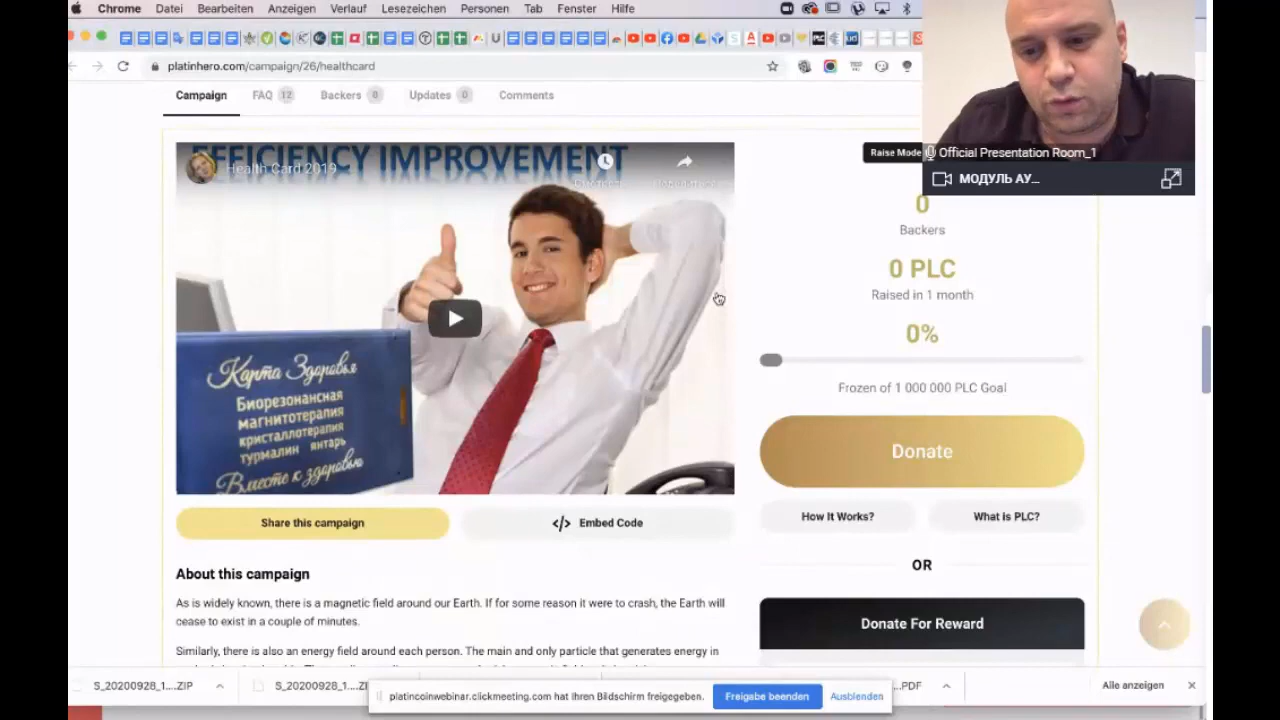 Chrome Datei Bearbeiten Anzeigen Verlauf Lesezeichen Personen Tab Fenster Hilfe
platinhero.com/campaign/26/healthcard
Campaign FAQ 12 Backers 0 Updates 0 Comments
Raise Mode
Official Presentation Room_1
МОДУЛЬ АУ...
EFFICIENCY IMPROVEMENT
Health Card 2019
Карта Здоровья
Биорезонансная
магнитотерапия
кристаллотерапия
турмалин янтарь
Вместе к здоровью
0
Backers
0 PLC
Raised in 1 month
0%
Frozen of 1 000 000 PLC Goal
Donate
How It Works? What is PLC?
OR
Donate For Reward
Share this campaign
</> Embed Code
About this campaign
As is widely known, there is a magnetic field around our Earth. If for some reason it were to crash, the Earth will
cease to exist in a couple of minutes.
Similarly, there is also an energy field around each person. The main and only particle that generates energy in
S_20200928_1....ZIP
S_20200928_1....ZI
platincoinwebinar.clickmeeting.com hat Ihren Bildschirm freigegeben.
Freigabe beenden
Ausblenden
...PDF
Alle anzeigen